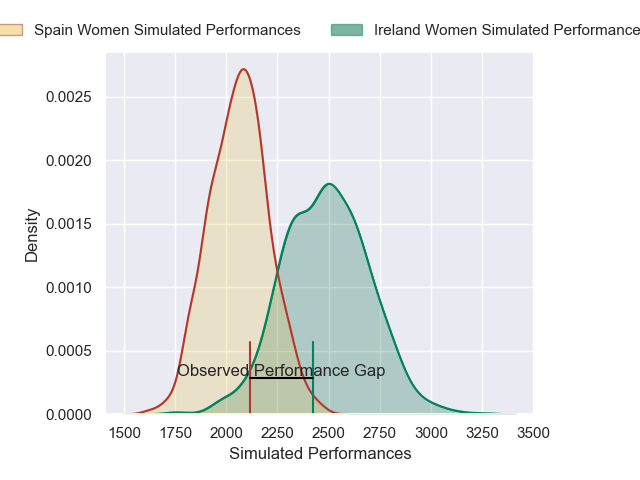 Spain Women Simulated Performances Ireland Women Simulated Performance
0.0025
0.0020
0.0015
0.0010
0.0005
0.0000
Density
Observed Performance Gap
1500 1750 2000 2250 2500 2750 3000 3250 3500
Simulated Performances